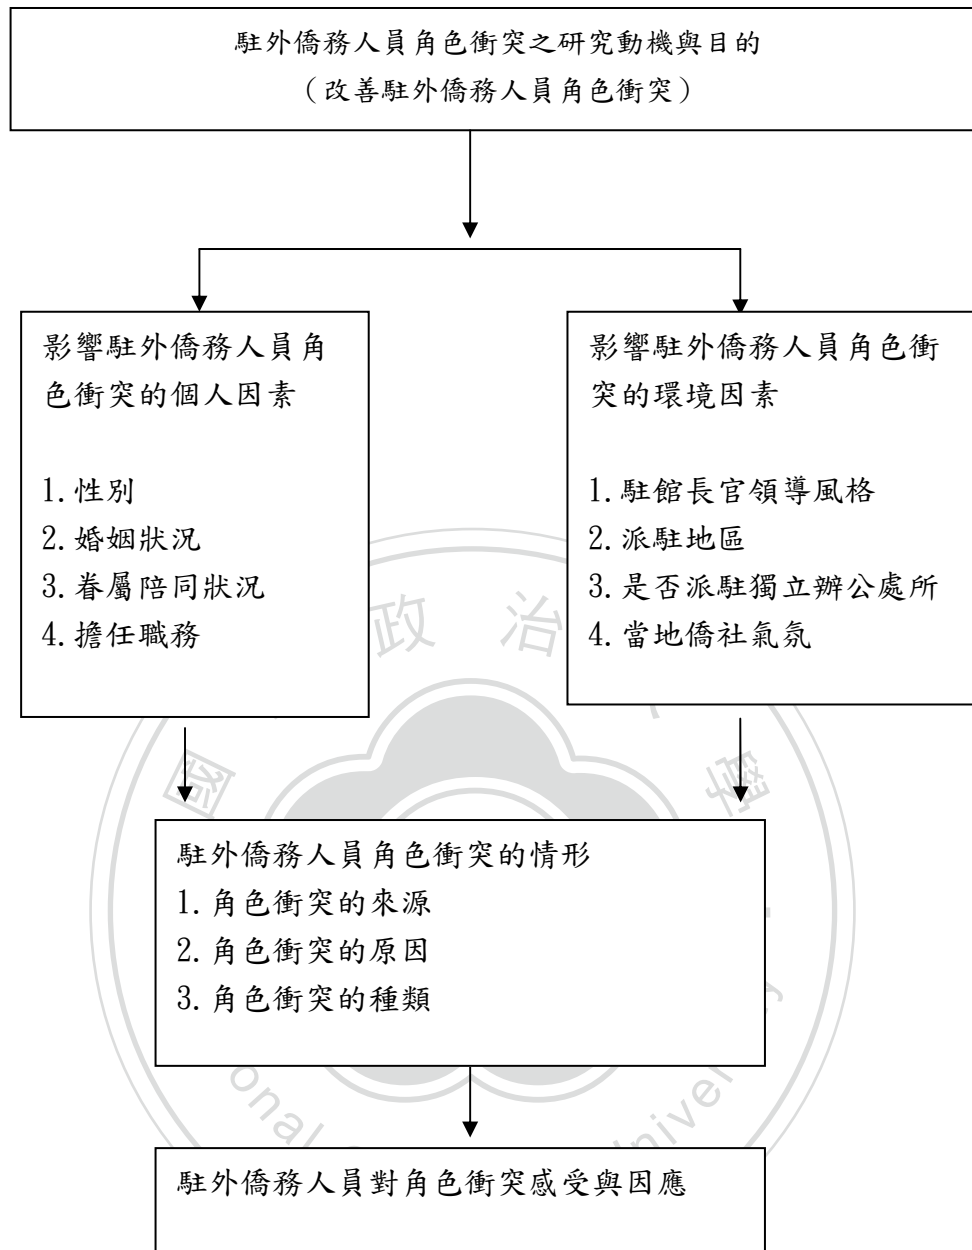 駐外僑務人員角色衝突之研究動機與目的
（改善駐外僑務人員角色衝突）
影響駐外僑務人員角
色衝突的個人因素
1.性別
2.婚姻狀況
3.眷屬陪同狀況
4.擔任職務
影響駐外僑務人員角色衝
突的環境因素
1.駐館長官領導風格
2.派駐地區
3.是否派駐獨立辦公處所
4.當地僑社氣氛
政治
國
學
駐外僑務人員角色衝突的情形
1.角色衝突的來源
2.角色衝突的原因
3.角色衝突的種類
駐外僑務人員對角色衝突感受與因應